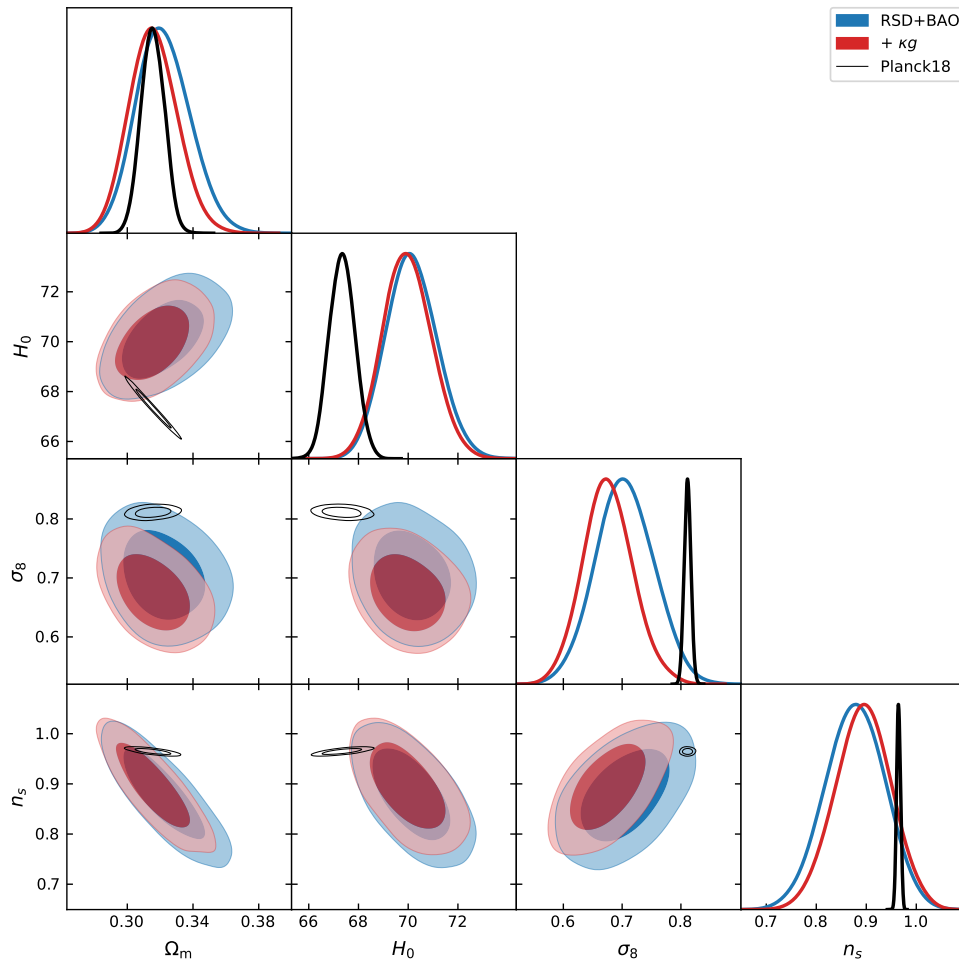 RSD+BAO
+ κg
Planck18
72
70
68
66
H₀
0.8
0.7
0.6
σ₈
1.0
0.9
0.8
0.7
nₛ
0.30 0.34 0.38
66 68 70 72
0.6 0.7 0.8
0.7 0.8 0.9 1.0
Ωₘ H₀ σ₈ nₛ